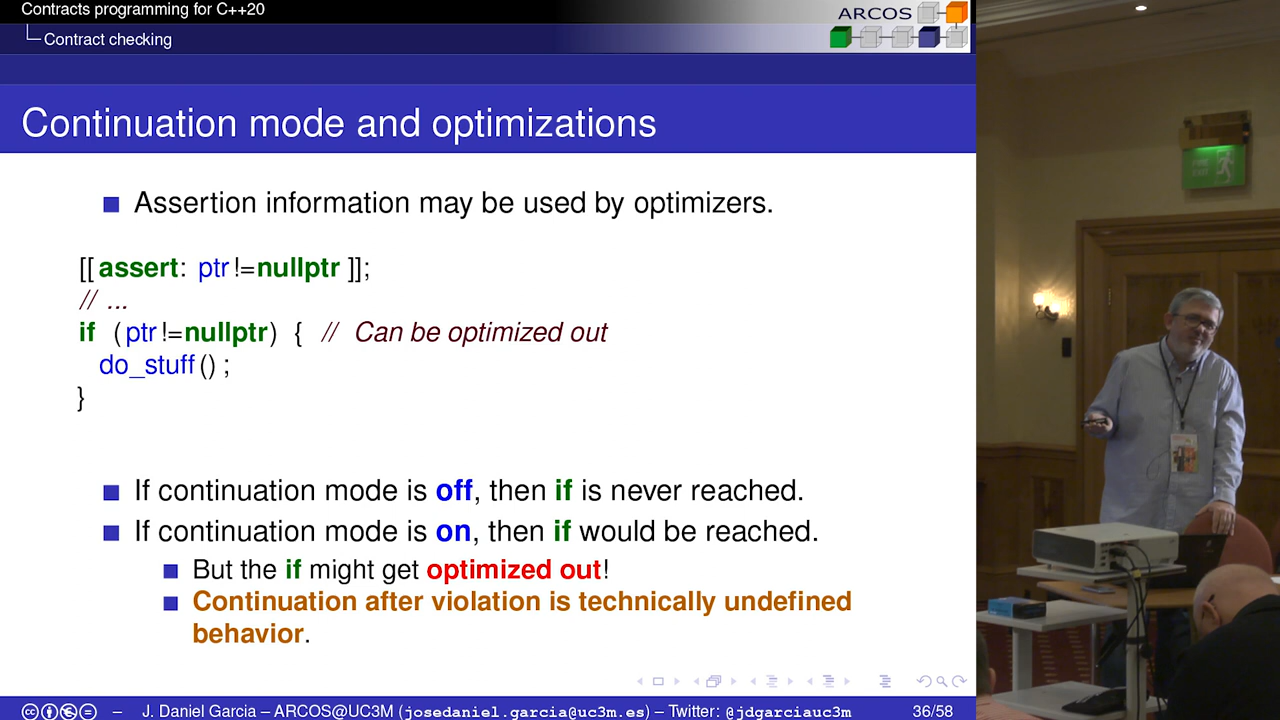 Contracts programming for C++20
Contract checking
ARCOS
Continuation mode and optimizations
Assertion information may be used by optimizers.
[[ assert: ptr != nullptr ]];
// ...
if (ptr != nullptr) { // Can be optimized out
do_stuff();
}
If continuation mode is off, then if is never reached.
If continuation mode is on, then if would be reached.
But the if might get optimized out!
Continuation after violation is technically undefined
behavior.
– J. Daniel Garcia – ARCOS@UC3M (josedaniel.garcia@uc3m.es) – Twitter: @jdgarciauc3m 36/58
FIRE
EXIT